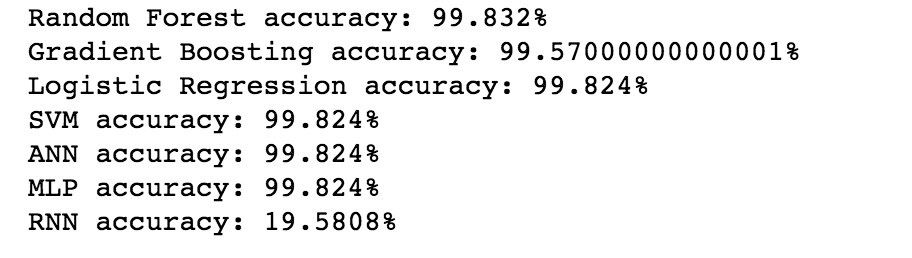 Random Forest accuracy: 99.832%
Gradient Boosting accuracy: 99.57000000000001%
Logistic Regression accuracy: 99.824%
SVM accuracy: 99.824%
ANN accuracy: 99.824%
MLP accuracy: 99.824%
RNN accuracy: 19.5808%